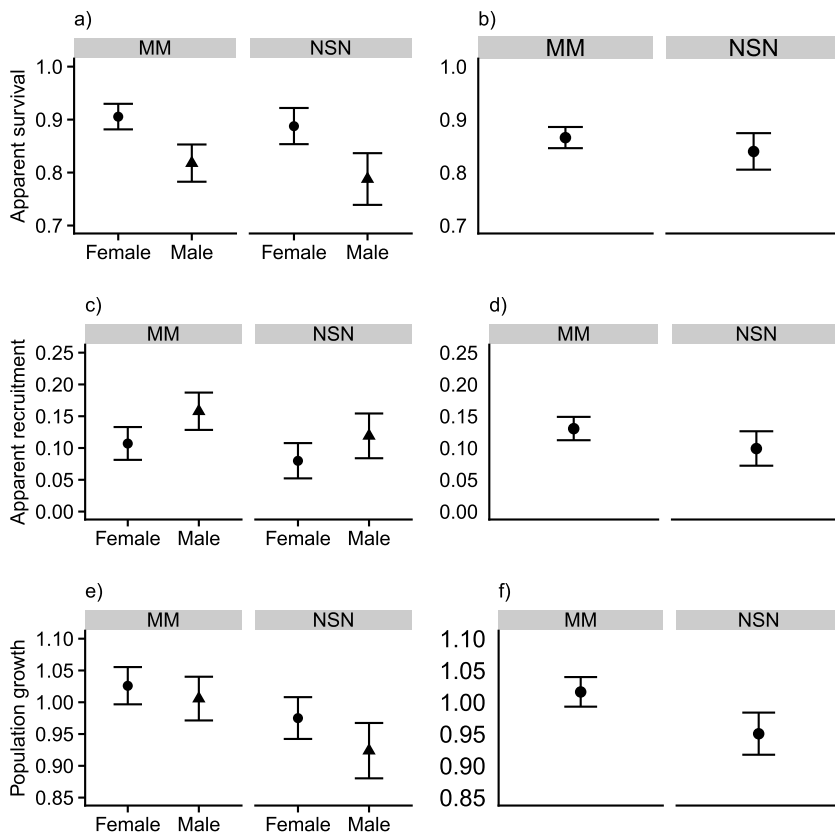 a)
MM NSN
Apparent survival
1.0
0.9
0.8
0.7
Female Male Female Male
b)
MM NSN
1.0
0.9
0.8
0.7
c)
MM NSN
Apparent recruitment
0.25
0.20
0.15
0.10
0.05
0.00
Female Male Female Male
d)
MM NSN
0.25
0.20
0.15
0.10
0.05
0.00
e)
MM NSN
Population growth
1.10
1.05
1.00
0.95
0.90
0.85
Female Male Female Male
f)
MM NSN
1.10
1.05
1.00
0.95
0.90
0.85